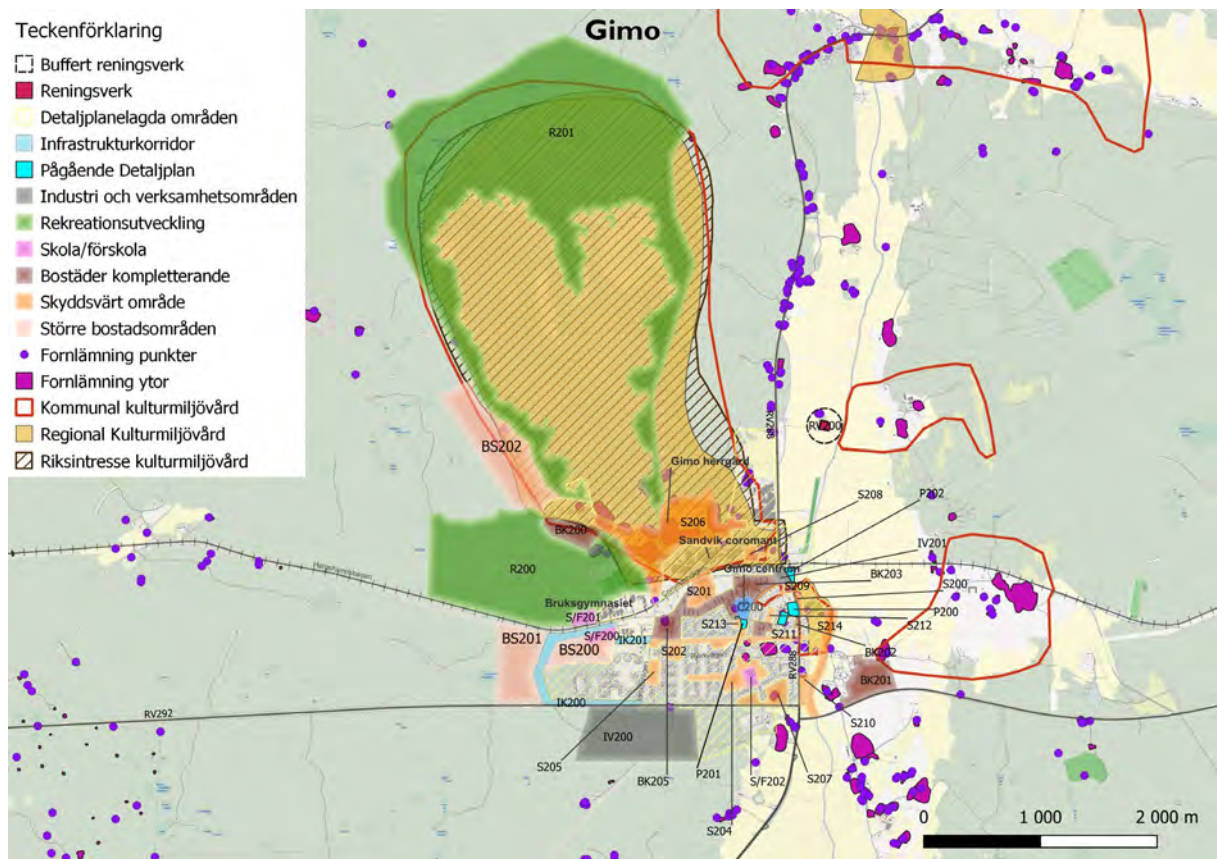 Gimo
Teckenförklaring
Buffert reningsverk
Reningsverk
Detaljplanelagda områden
Infrastrukturkorridor
Pågående Detaljplan
Industri och verksamhetsområden
Rekreationsutveckling
Skola/förskola
Bostäder kompletterande
Skyddsvärt område
Större bostadsområden
Fornlämning punkter
Fornlämning ytor
Kommunal kulturmiljövård
Regional Kulturmiljövård
Riksintresse kulturmiljövård
R201
RV288
RV200
BS202
Gimo herrgård
S208
P202
BK200
S206
Sandvik coromant
IV201
R200
Gimo centrum
BK203
S209
S200
S201
Bruksgymnasiet
C200
P200
S/F201
S213
S211
S214
S212
BS201
S/F200
IK201
BS200
S202
BK202
RV288
BK201
IK200
RV292
S210
IV200
S205
BK205
P201
S/F202
S207
S204
0
1 000
2 000 m